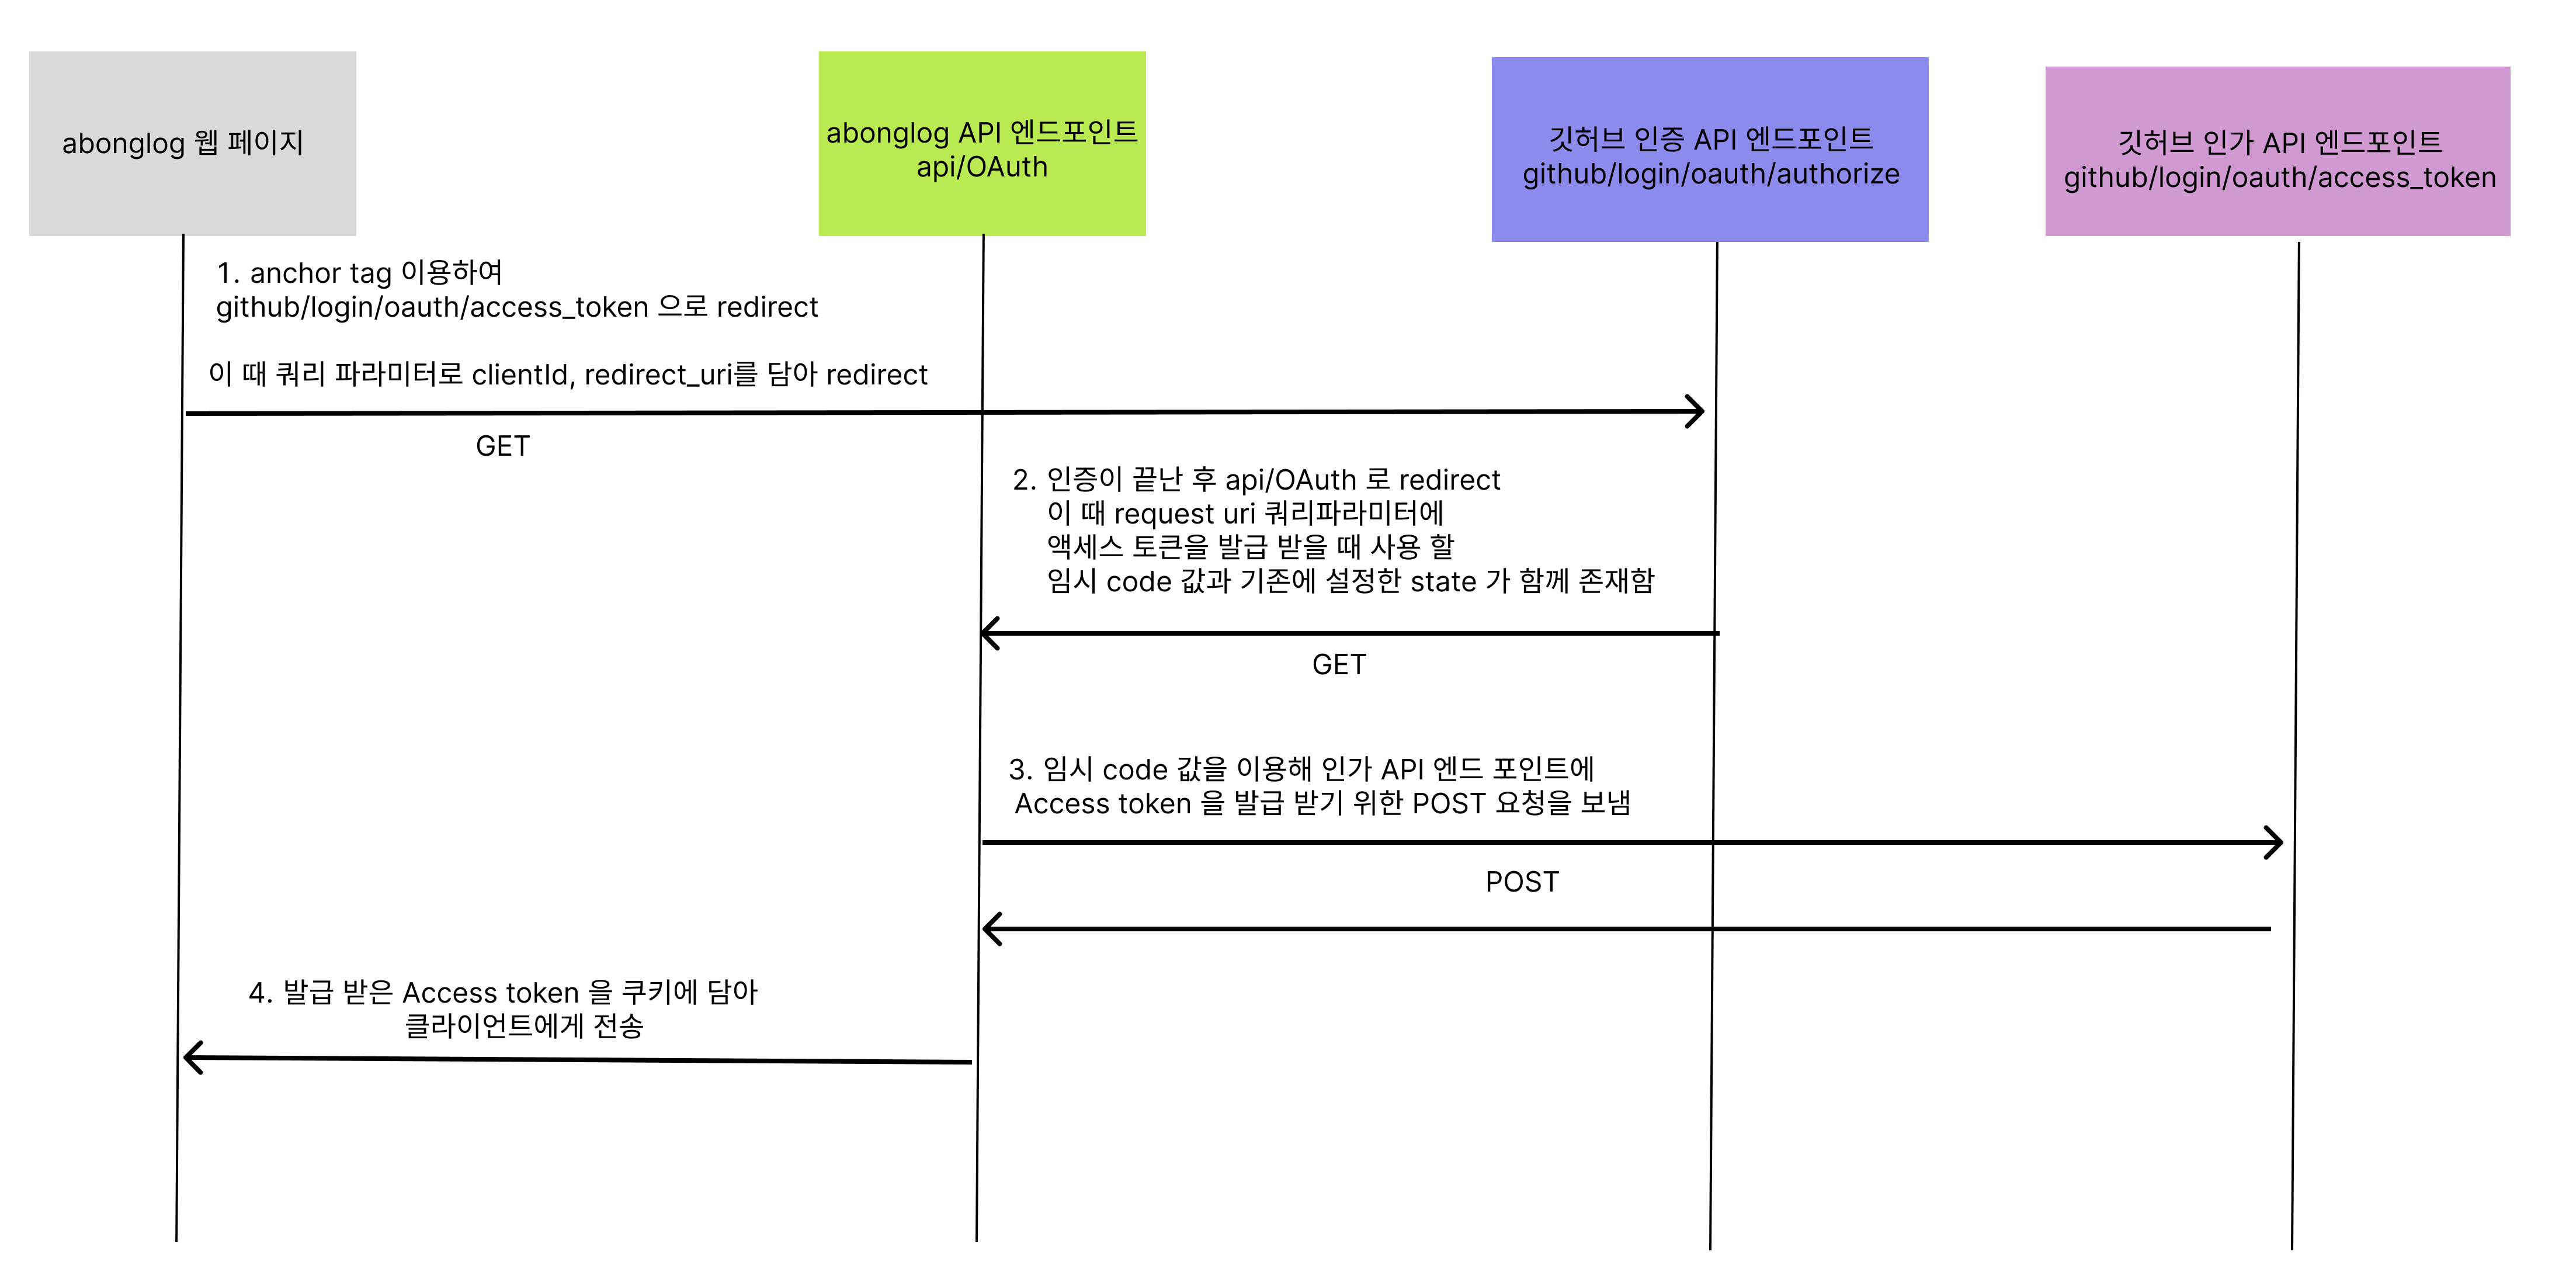 abonglog 웹 페이지
abonglog API 엔드포인트
api/OAuth
깃허브 인증 API 엔드포인트
github/login/oauth/authorize
깃허브 인가 API 엔드포인트
github/login/oauth/access_token
1. anchor tag 이용하여
github/login/oauth/access_token 으로 redirect
이 때 쿼리 파라미터로 clientId, redirect_uri를 담아 redirect
GET
2. 인증이 끝난 후 api/OAuth 로 redirect
이 때 request uri 쿼리파라미터에
액세스 토큰을 발급 받을 때 사용 할
임시 code 값과 기존에 설정한 state 가 함께 존재함
GET
3. 임시 code 값을 이용해 인가 API 엔드 포인트에
Access token 을 발급 받기 위한 POST 요청을 보냄
POST
4. 발급 받은 Access token 을 쿠키에 담아
클라이언트에게 전송